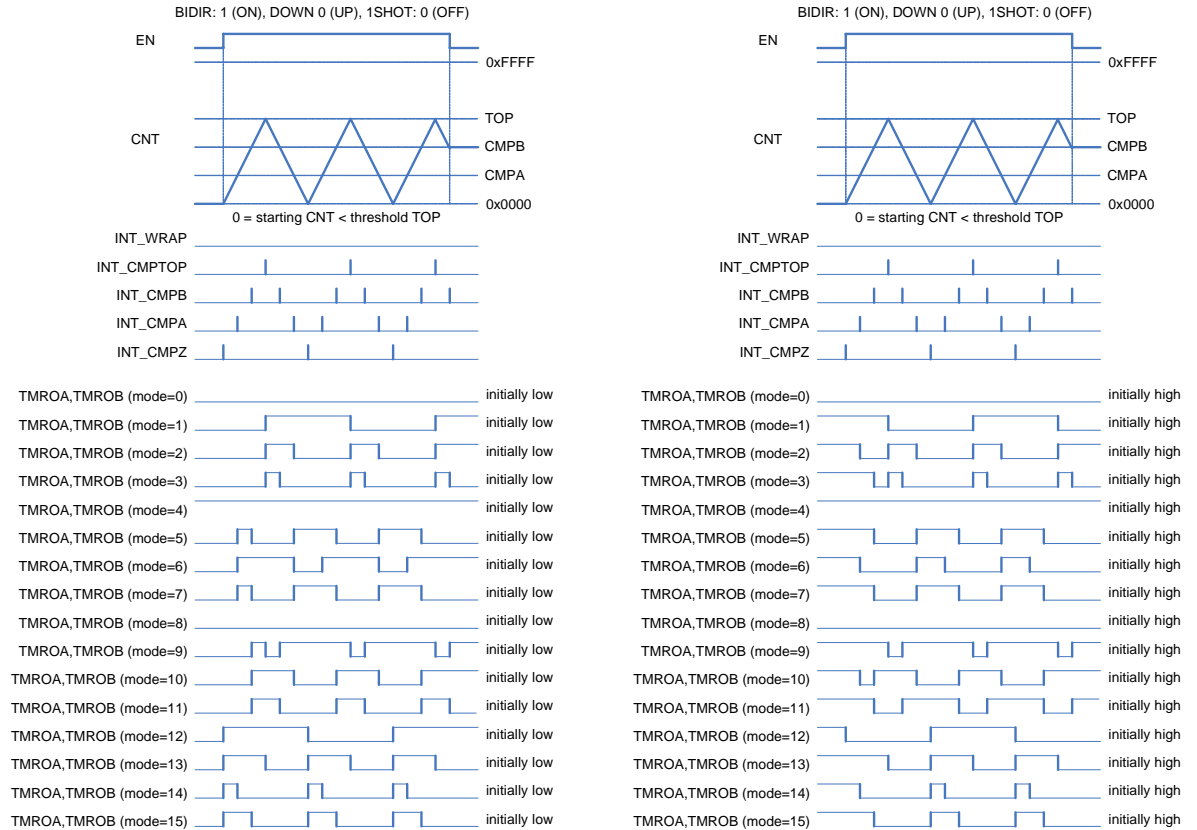 BIDIR: 1 (ON), DOWN 0 (UP), 1SHOT: 0 (OFF)
EN
0xFFFF
TOP
CNT
CMPB
CMPA
0x0000
0 = starting CNT < threshold TOP
INT_WRAP
INT_CMPTOP
INT_CMPB
INT_CMPA
INT_CMPZ
TMROA,TMROB (mode=0) initially low
TMROA,TMROB (mode=1) initially low
TMROA,TMROB (mode=2) initially low
TMROA,TMROB (mode=3) initially low
TMROA,TMROB (mode=4) initially low
TMROA,TMROB (mode=5) initially low
TMROA,TMROB (mode=6) initially low
TMROA,TMROB (mode=7) initially low
TMROA,TMROB (mode=8) initially low
TMROA,TMROB (mode=9) initially low
TMROA,TMROB (mode=10) initially low
TMROA,TMROB (mode=11) initially low
TMROA,TMROB (mode=12) initially low
TMROA,TMROB (mode=13) initially low
TMROA,TMROB (mode=14) initially low
TMROA,TMROB (mode=15) initially low
BIDIR: 1 (ON), DOWN 0 (UP), 1SHOT: 0 (OFF)
EN
0xFFFF
TOP
CNT
CMPB
CMPA
0x0000
0 = starting CNT < threshold TOP
INT_WRAP
INT_CMPTOP
INT_CMPB
INT_CMPA
INT_CMPZ
TMROA,TMROB (mode=0) initially high
TMROA,TMROB (mode=1) initially high
TMROA,TMROB (mode=2) initially high
TMROA,TMROB (mode=3) initially high
TMROA,TMROB (mode=4) initially high
TMROA,TMROB (mode=5) initially high
TMROA,TMROB (mode=6) initially high
TMROA,TMROB (mode=7) initially high
TMROA,TMROB (mode=8) initially high
TMROA,TMROB (mode=9) initially high
TMROA,TMROB (mode=10) initially high
TMROA,TMROB (mode=11) initially high
TMROA,TMROB (mode=12) initially high
TMROA,TMROB (mode=13) initially high
TMROA,TMROB (mode=14) initially high
TMROA,TMROB (mode=15) initially high